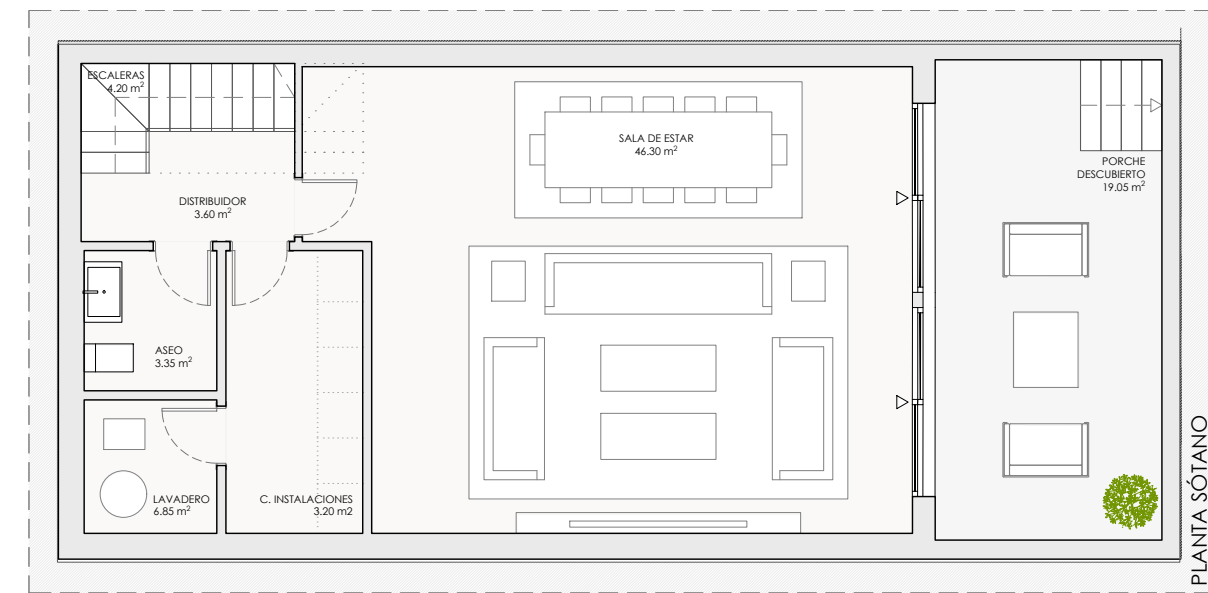 ESCALERAS
4.20 m²
SALA DE ESTAR
46.30 m²
PORCHE
DESCUBIERTO
19.05 m²
DISTRIBUIDOR
3.60 m²
ASEO
3.35 m²
LAVADERO
6.85 m²
C. INSTALACIONES
3.20 m2
PLANTA SÓTANO